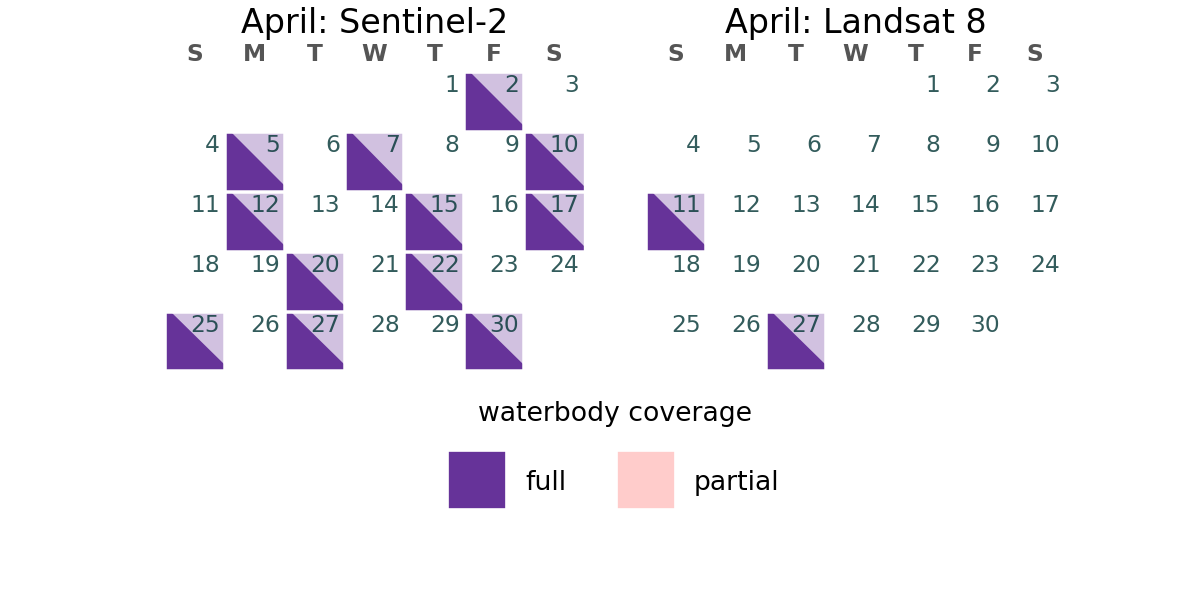 April: Sentinel-2
S M T W T F S
1 2 3
4 5 6 7 8 9 10
11 12 13 14 15 16 17
18 19 20 21 22 23 24
25 26 27 28 29 30
April: Landsat 8
S M T W T F S
1 2 3
4 5 6 7 8 9 10
11 12 13 14 15 16 17
18 19 20 21 22 23 24
25 26 27 28 29 30
waterbody coverage
full partial